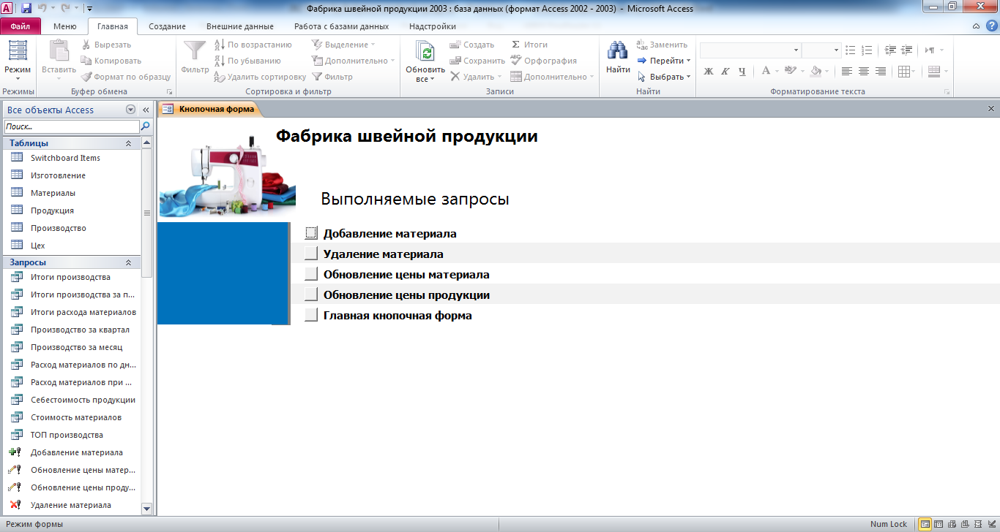 Фабрика швейной продукции 2003 : база данных (формат Access 2002 - 2003) - Microsoft Access
Файл Меню Главная Создание Внешние данные Работа с базами данных Надстройки
Режим
Режимы
Вставить
Вырезать
Копировать
Формат по образцу
Буфер обмена
Фильтр
По возрастанию
По убыванию
Удалить сортировку
Выделение
Дополнительно
Фильтр
Сортировка и фильтр
Обновить
все
Создать
Сохранить
Удалить
Итоги
Орфография
Дополнительно
Записи
Найти
Заменить
Перейти
Выбрать
Найти
Ж К Ч А
Форматирование текста
Все объекты Access
Поиск...
Таблицы
Switchboard Items
Изготовление
Материалы
Продукция
Производство
Цех
Запросы
Итоги производства
Итоги производства за п...
Итоги расхода материалов
Производство за квартал
Производство за месяц
Расход материалов по дн...
Расход материалов при ...
Себестоимость продукции
Стоимость материалов
ТОП производства
Добавление материала
Обновление цены матер...
Обновление цены проду...
Удаление материала
Кнопочная форма
Фабрика швейной продукции
Выполняемые запросы
Добавление материала
Удаление материала
Обновление цены материала
Обновление цены продукции
Главная кнопочная форма
Режим формы
Num Lock